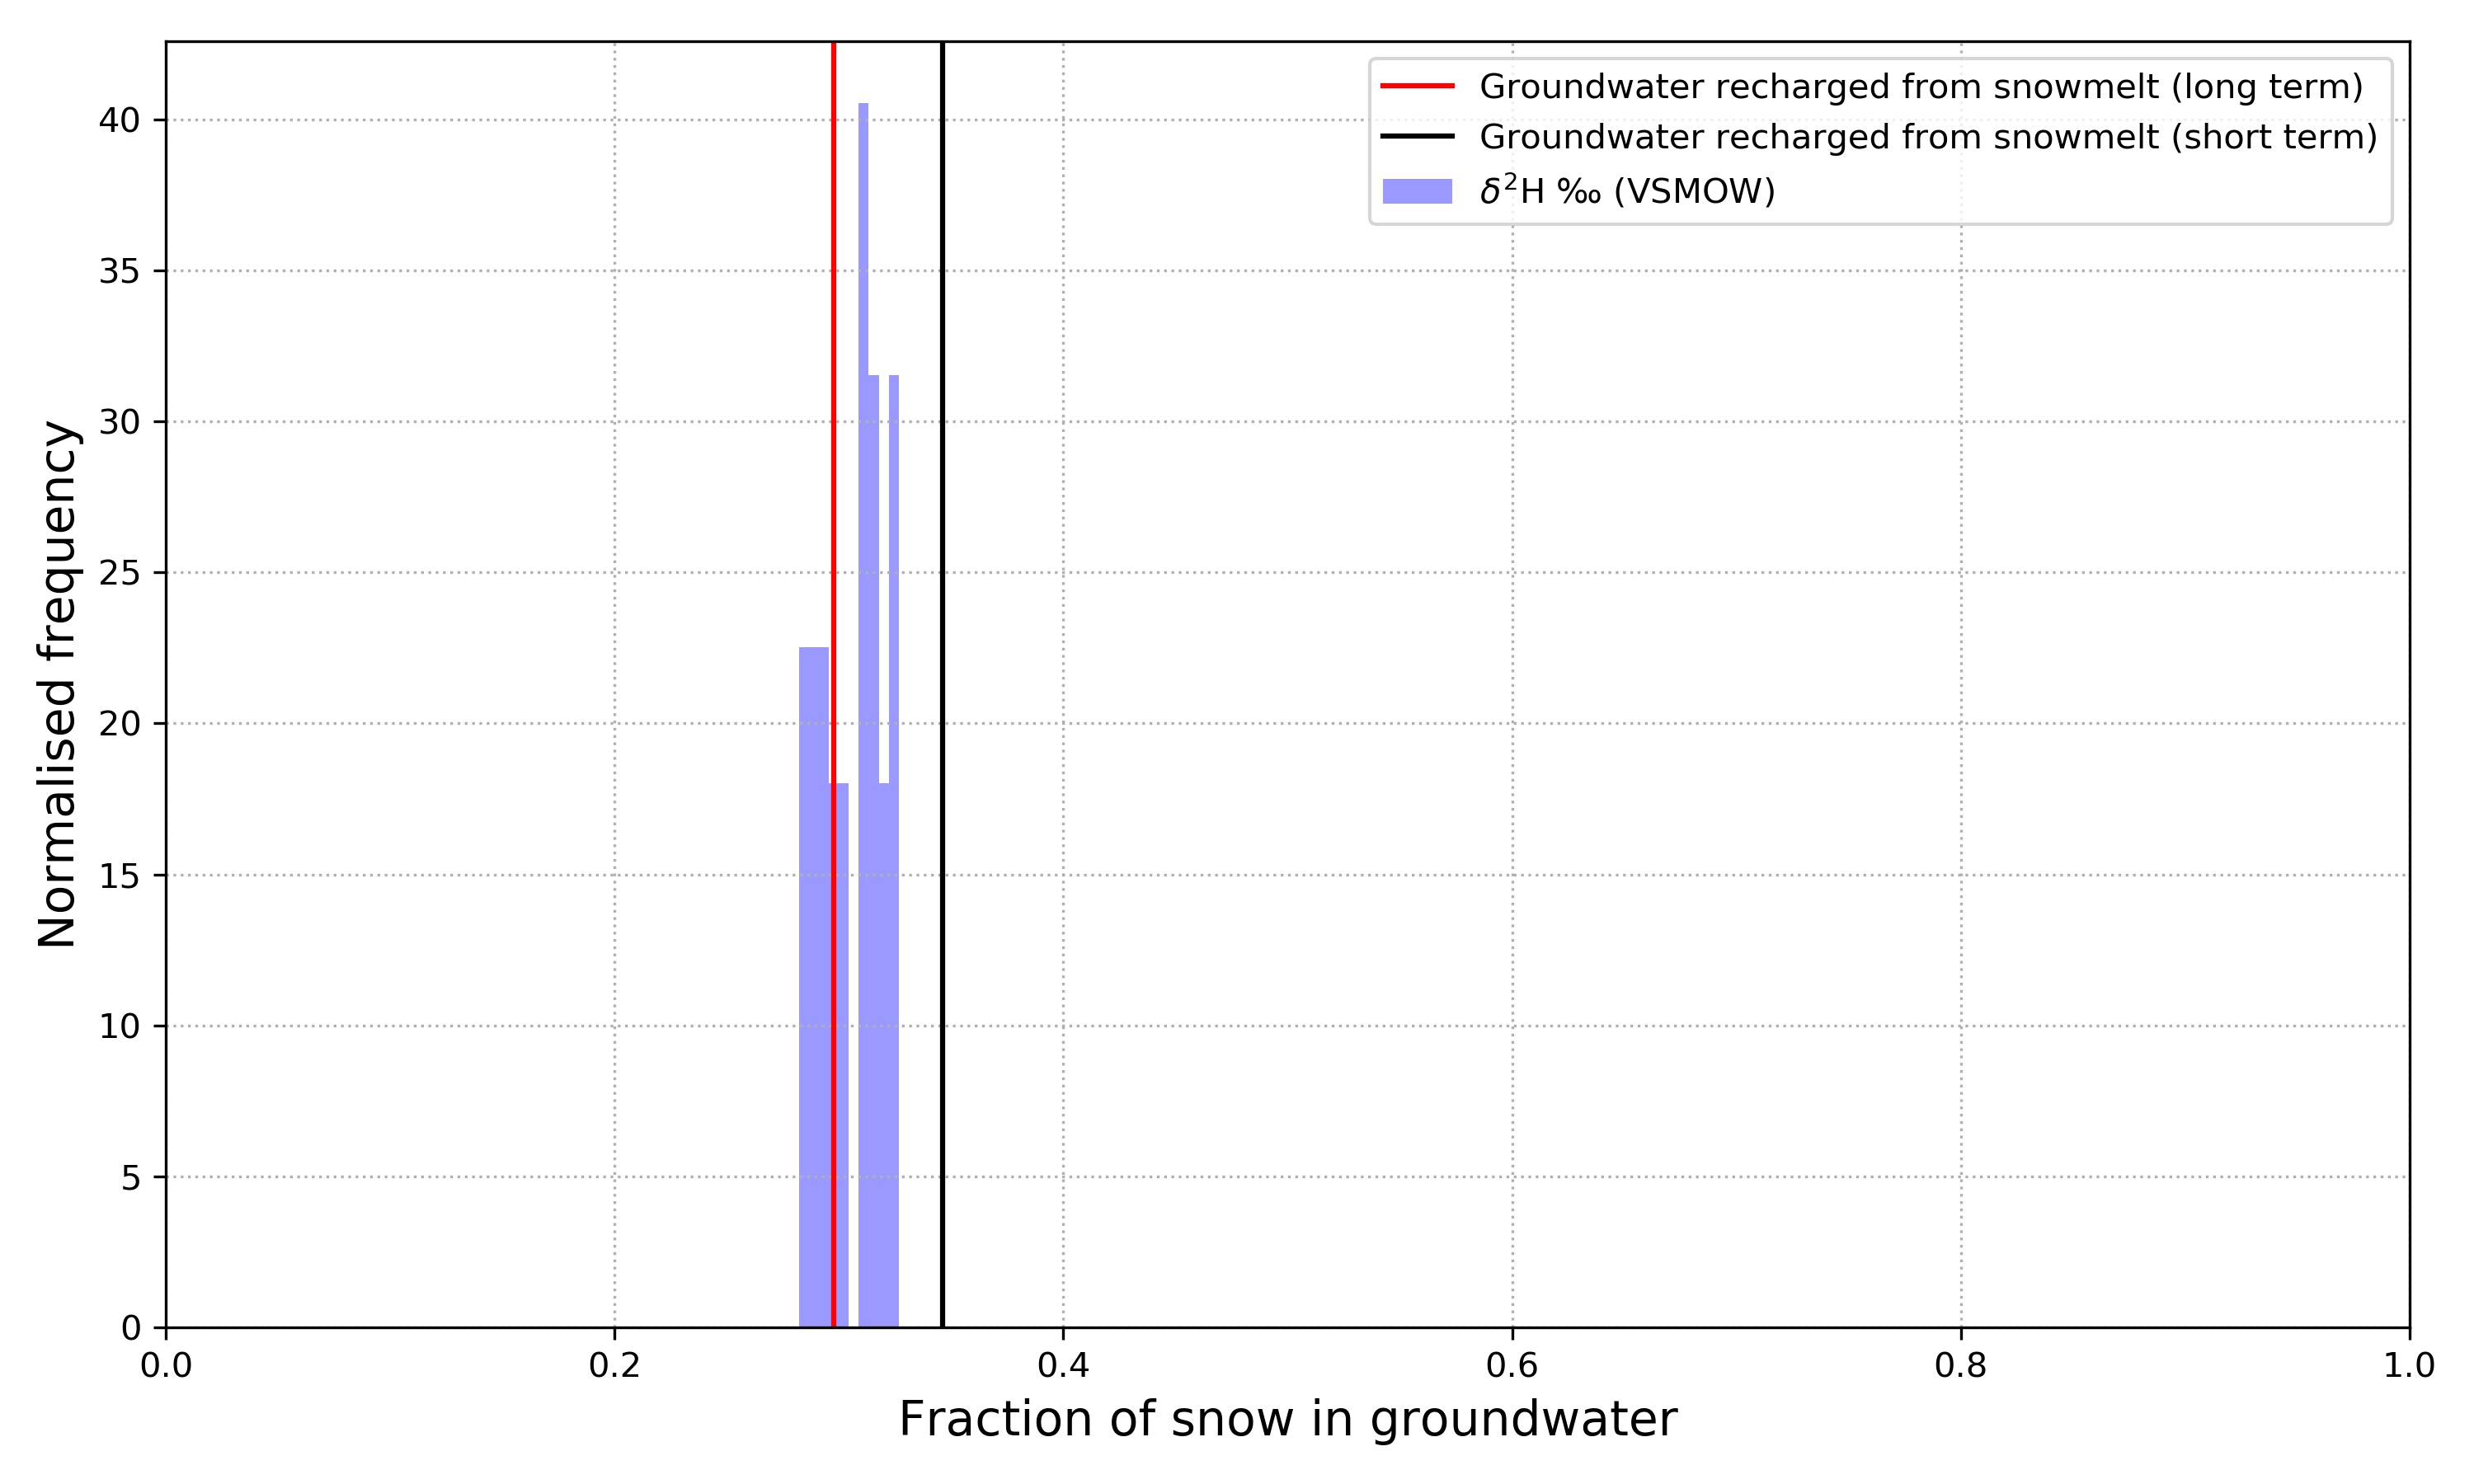 Groundwater recharged from snowmelt (long term)
Groundwater recharged from snowmelt (short term)
δ²H ‰ (VSMOW)
Normalised frequency
40
35
30
25
20
15
10
5
0
0.0 0.2 0.4 0.6 0.8 1.0
Fraction of snow in groundwater